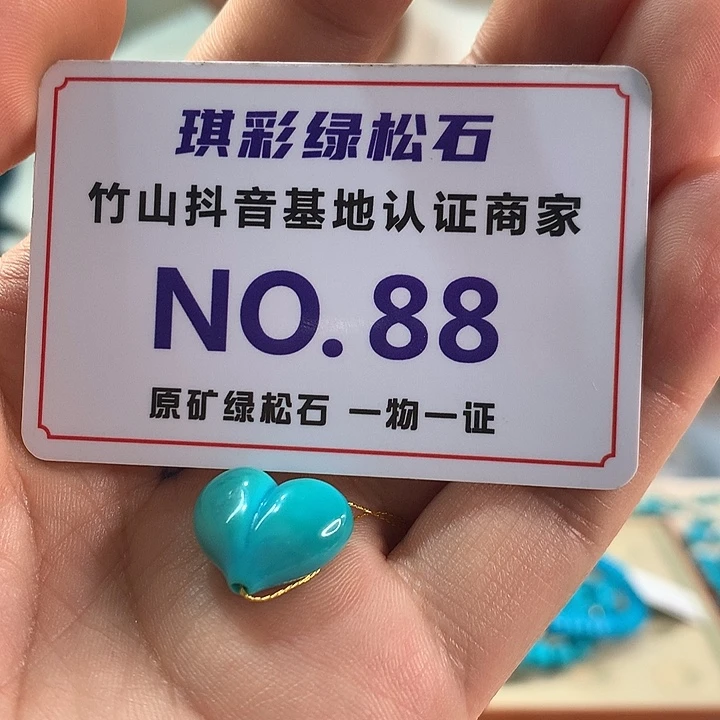 琪彩绿松石
竹山抖音基地认证商家
NO.88
原矿绿松石 一物一证